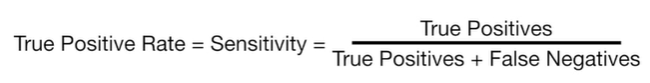 True Positive Rate = Sensitivity =
True Positives
True Positives + False Negatives